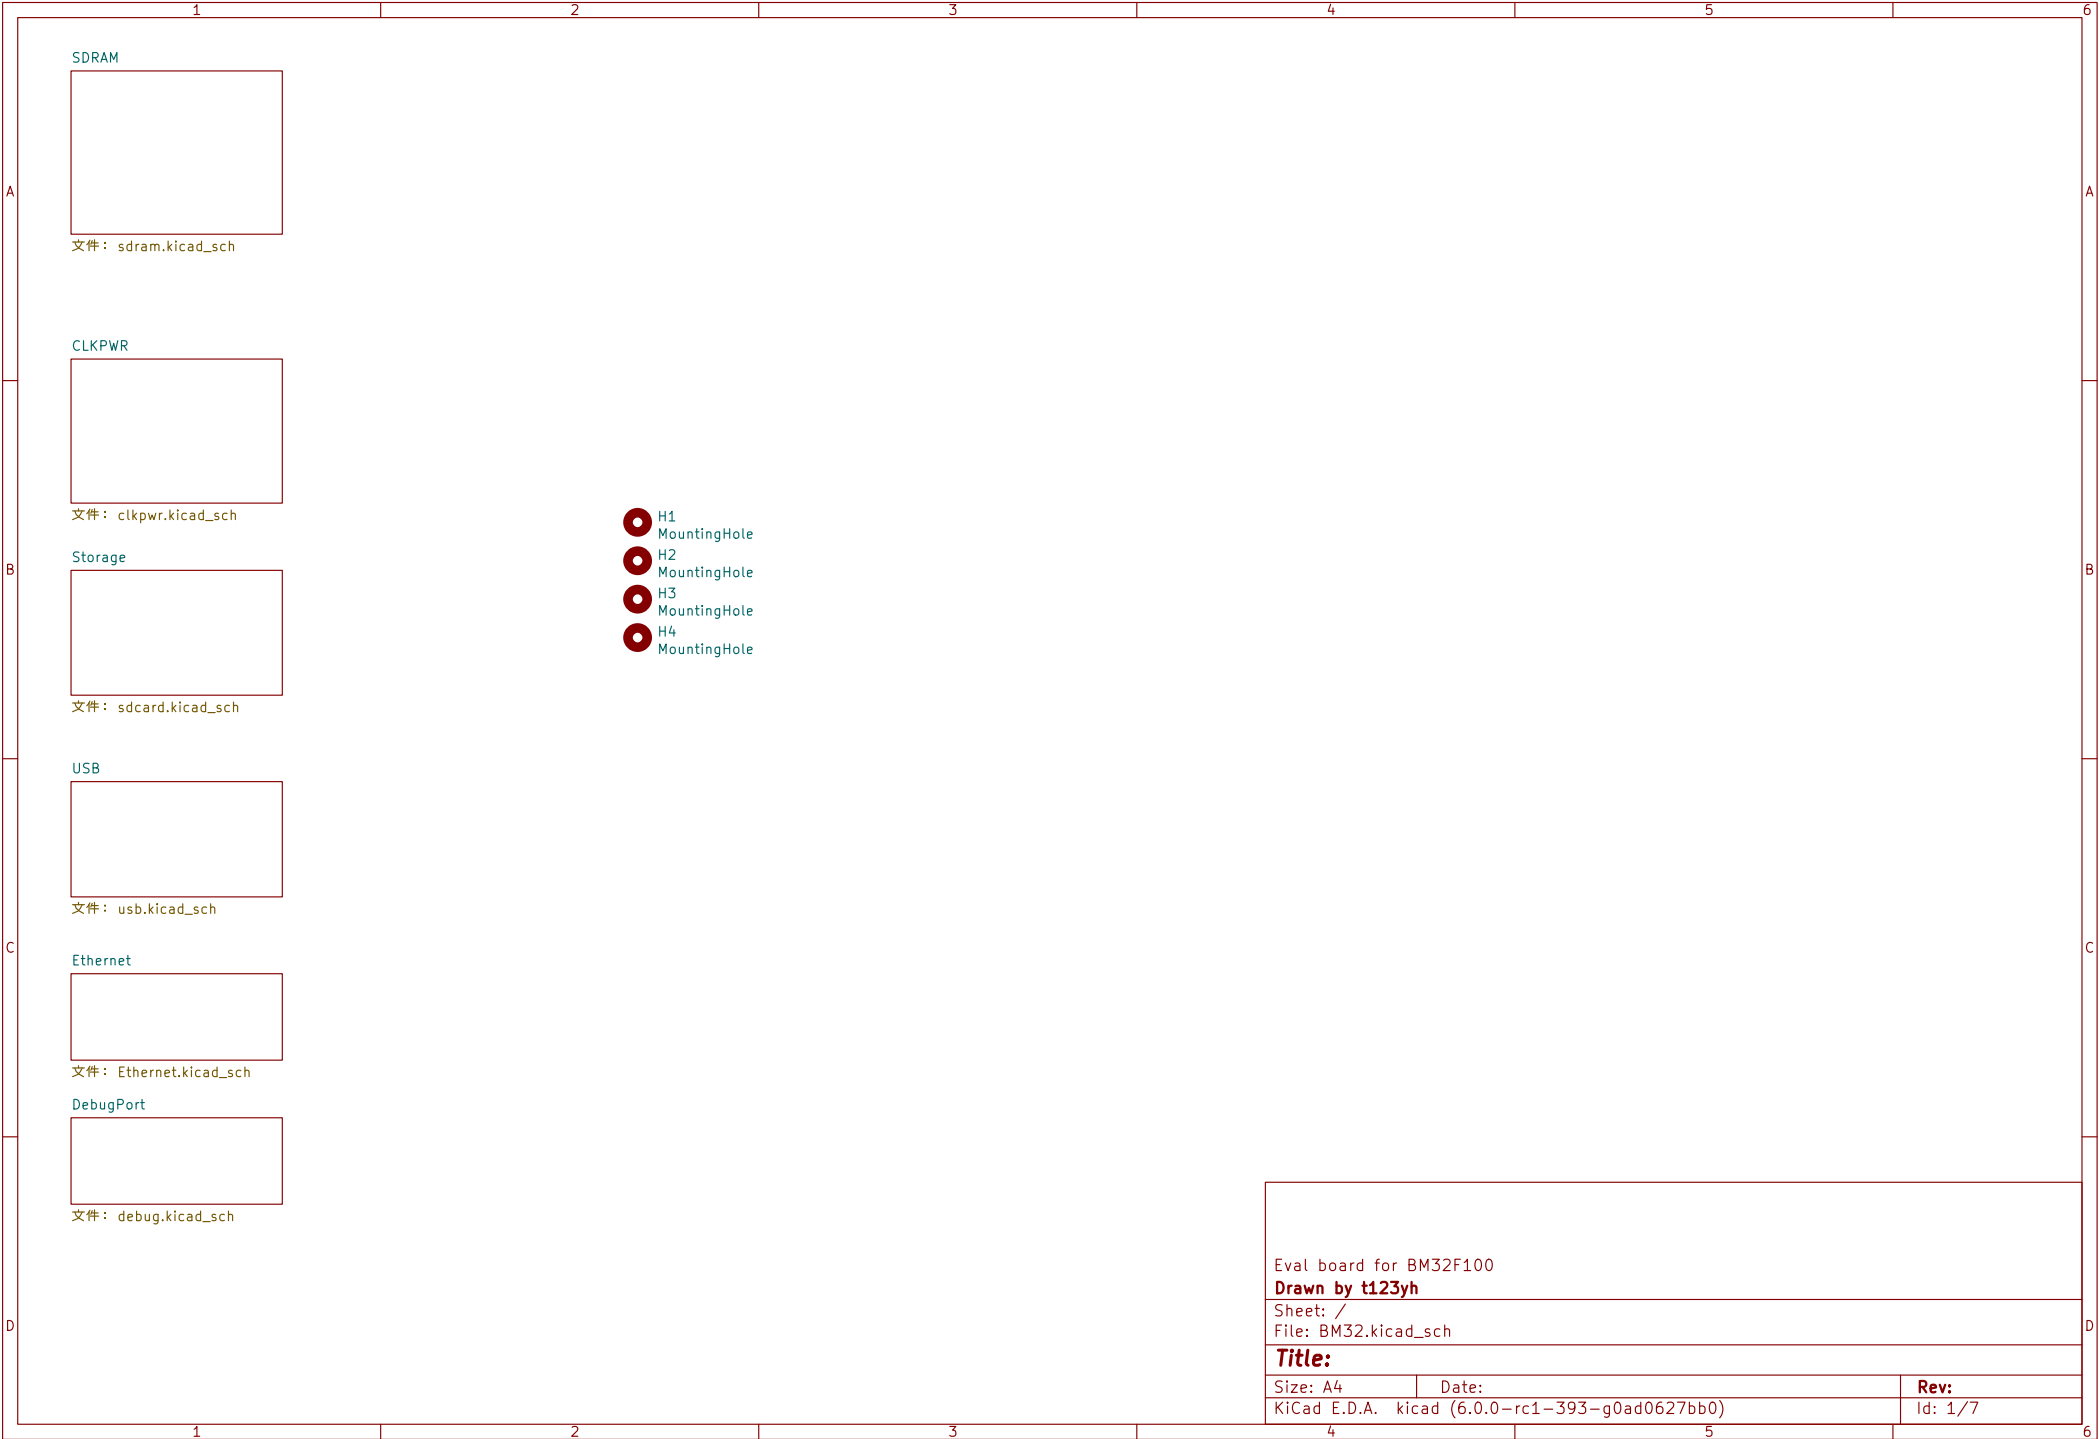 1 2 3 4 5 6
SDRAM
A A
文件: sdram.kicad_sch
CLKPWR
文件: clkpwr.kicad_sch
H1
MountingHole
Storage
H2
B B
MountingHole
H3
MountingHole
H4
MountingHole
文件: sdcard.kicad_sch
USB
文件: usb.kicad_sch
C C
Ethernet
文件: Ethernet.kicad_sch
DebugPort
文件: debug.kicad_sch
Eval board for BM32F100
Drawn by t123yh
Sheet: /
D D
File: BM32.kicad_sch
Title:
Size: A4 Date: Rev:
KiCad E.D.A. kicad (6.0.0-rc1-393-g0ad0627bb0) Id: 1/7
1 2 3 4 5 6